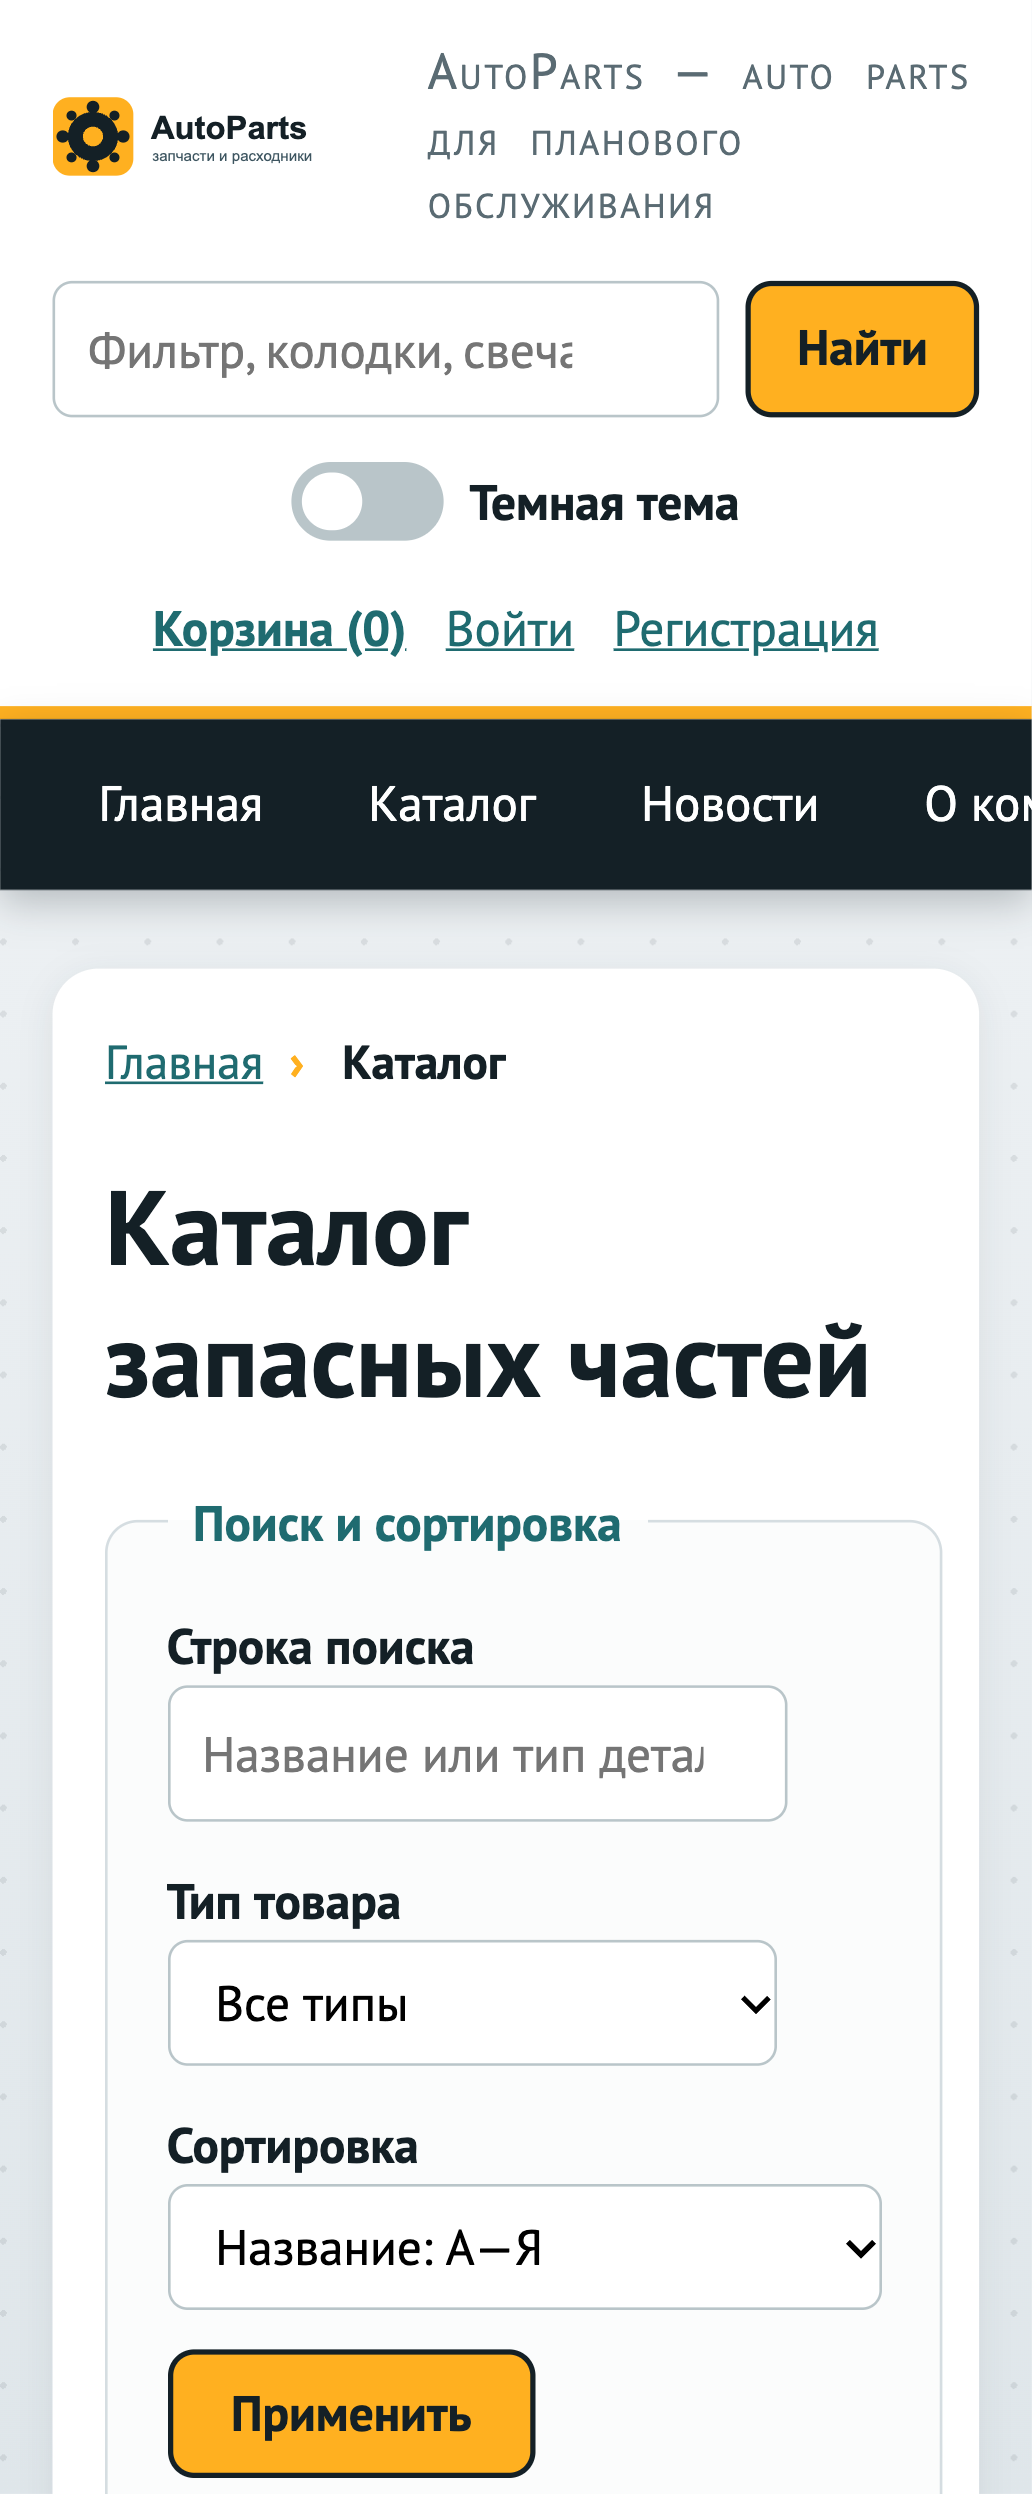 AutoParts
запчасти и расходники
AutoParts — auto parts
для планового
обслуживания
Фильтр, колодки, свеча
Найти
Темная тема
Корзина (0) Войти Регистрация
Главная Каталог Новости О ком
Главная › Каталог
Каталог
запасных частей
Поиск и сортировка
Строка поиска
Название или тип детал
Тип товара
Все типы
Сортировка
Название: А—Я
Применить